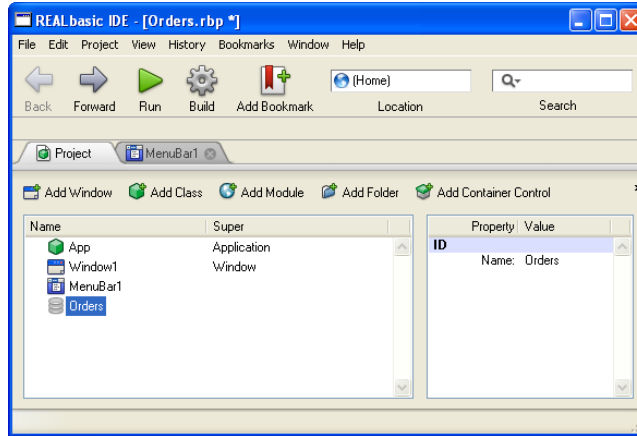 REALbasic IDE - [Orders.rbp *]
File Edit Project View History Bookmarks Window Help
(Home)
Back Forward Run Build Add Bookmark Location Search
Project MenuBar1
Add Window Add Class Add Module Add Folder Add Container Control
Name Super Property Value
App Application ID
Window1 Window Name: Orders
MenuBar1
Orders